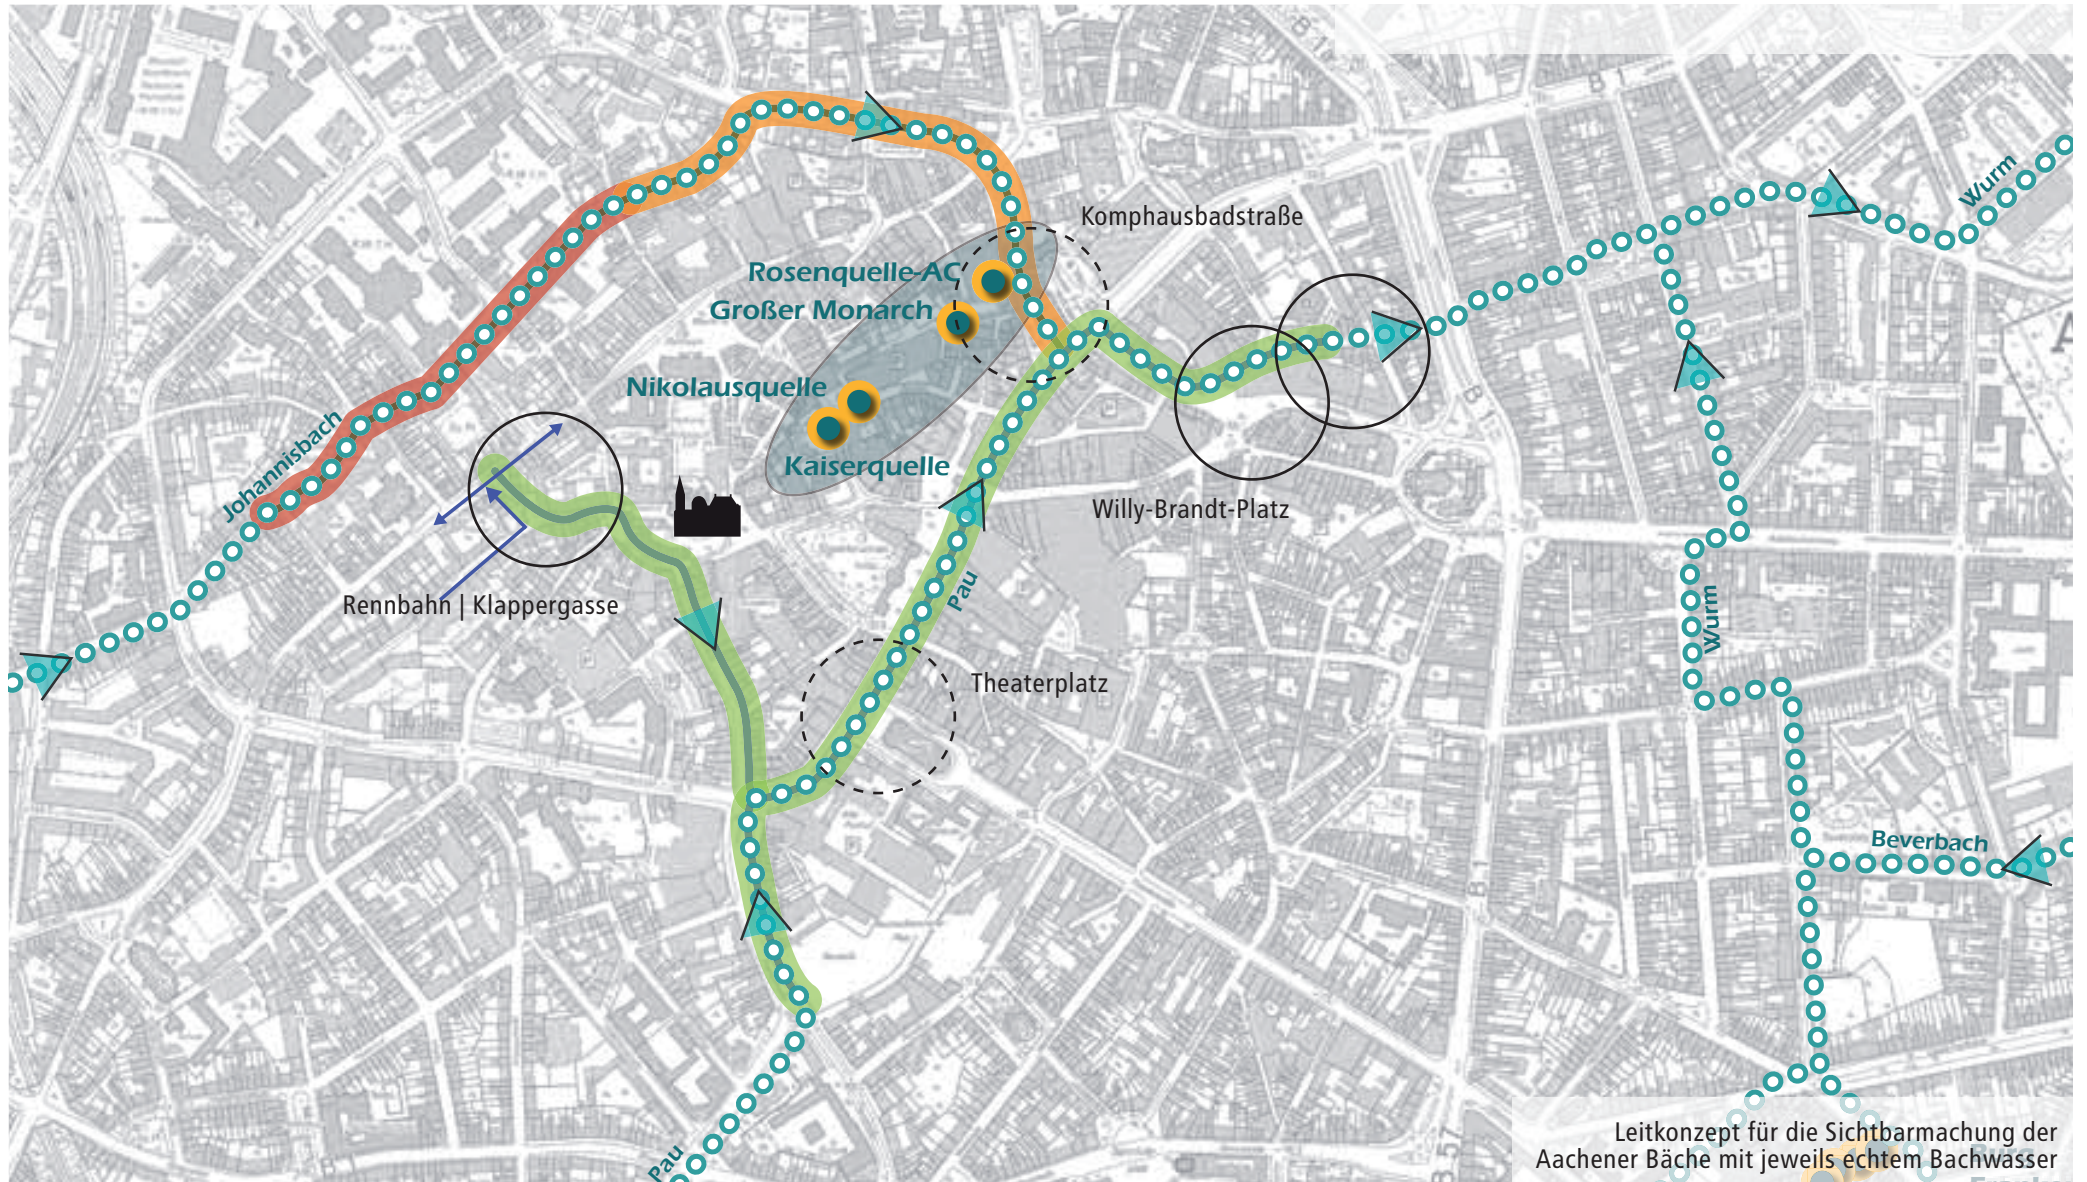 Wurm
Komphausbadstraße
Rosenquelle-AC
Großer Monarch
Nikolausquelle
Kaiserquelle
Johannisbach
Willy-Brandt-Platz
Pau
Rennbahn | Klappergasse
Wurm
Theaterplatz
Beverbach
Pau
Leitkonzept für die Sichtbarmachung der
Aachener Bäche mit jeweils echtem Bachwasser